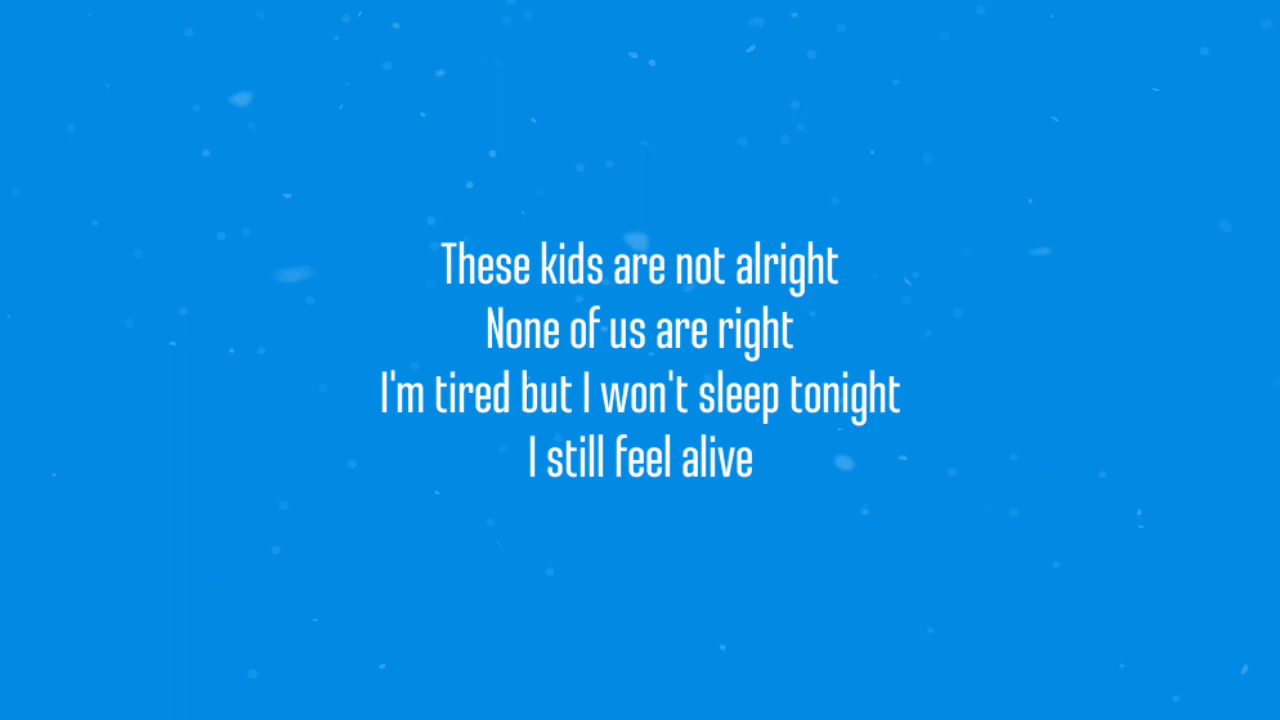 These kids are not alright
None of us are right
I'm tired but I won't sleep tonight
I still feel alive